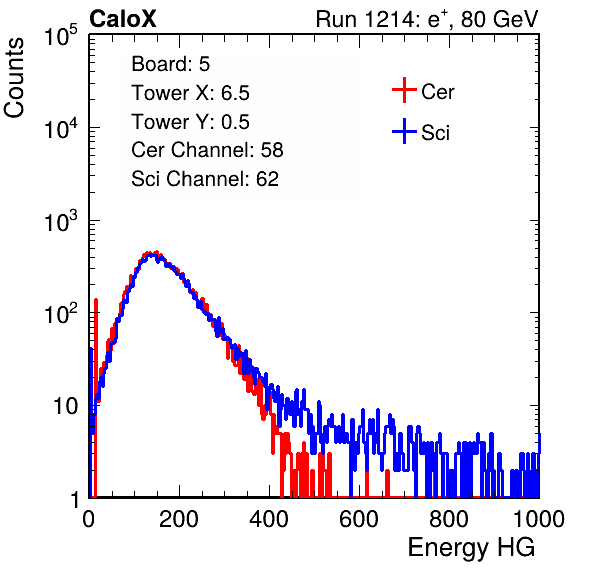 CaloX Run 1214: e⁺, 80 GeV
Counts
Board: 5
Tower X: 6.5
Tower Y: 0.5
Cer Channel: 58
Sci Channel: 62
Cer
Sci
10⁵
10⁴
10³
10²
10
1
0 200 400 600 800 1000
Energy HG